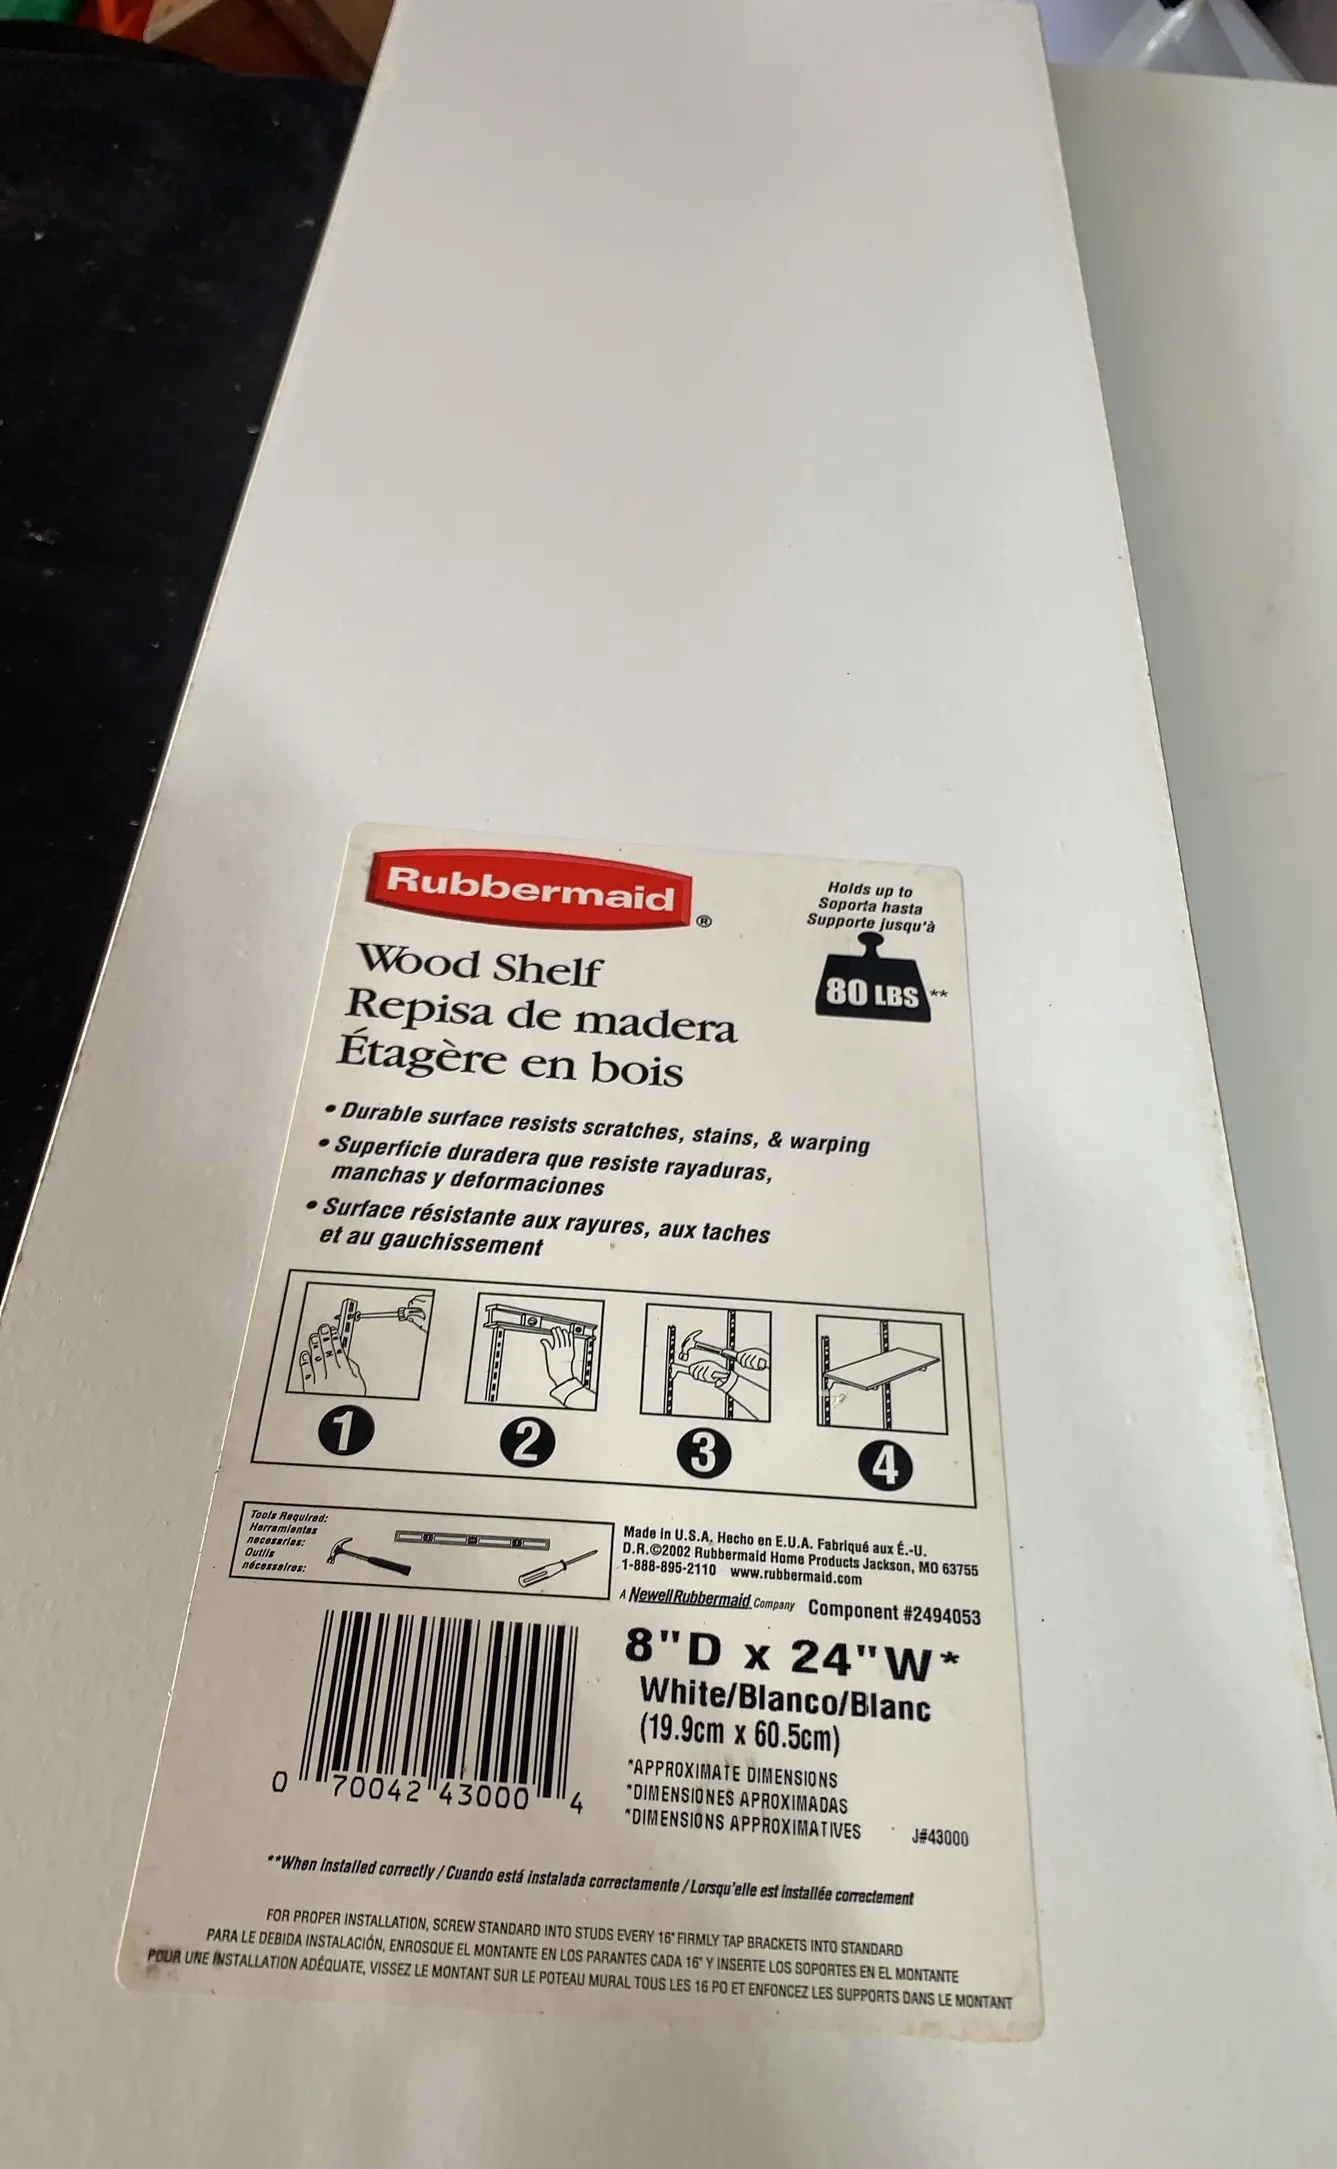 Rubbermaid®
Holds up to
Soporta hasta
Supporte jusqu'à
80 LBS **
Wood Shelf
Repisa de madera
Étagère en bois
• Durable surface resists scratches, stains, & warping
• Superficie duradera que resiste rayaduras,
manchas y deformaciones
• Surface résistante aux rayures, aux taches
et au gauchissement
1
2
3
4
Tools Required:
Herramientas
necesarias:
Outils
nécessaires:
Made in U.S.A. Hecho en E.U.A. Fabriqué aux É.-U.
D.R.©2002 Rubbermaid Home Products Jackson, MO 63755
1-888-895-2110 www.rubbermaid.com
A NewellRubbermaid Company Component #2494053
8"D x 24"W*
White/Blanco/Blanc
(19.9cm x 60.5cm)
*APPROXIMATE DIMENSIONS
*DIMENSIONES APROXIMADAS
*DIMENSIONS APPROXIMATIVES
J#43000
0 70042 43000 4
**When installed correctly / Cuando está instalada correctamente / Lorsqu'elle est installée correctement
FOR PROPER INSTALLATION, SCREW STANDARD INTO STUDS EVERY 16" FIRMLY TAP BRACKETS INTO STANDARD
PARA LE DEBIDA INSTALACIÓN, ENROSQUE EL MONTANTE EN LOS PARANTES CADA 16" Y INSERTE LOS SOPORTES EN EL MONTANTE
POUR UNE INSTALLATION ADÉQUATE, VISSEZ LE MONTANT SUR LE POTEAU MURAL TOUS LES 16 PO ET ENFONCEZ LES SUPPORTS DANS LE MONTANT